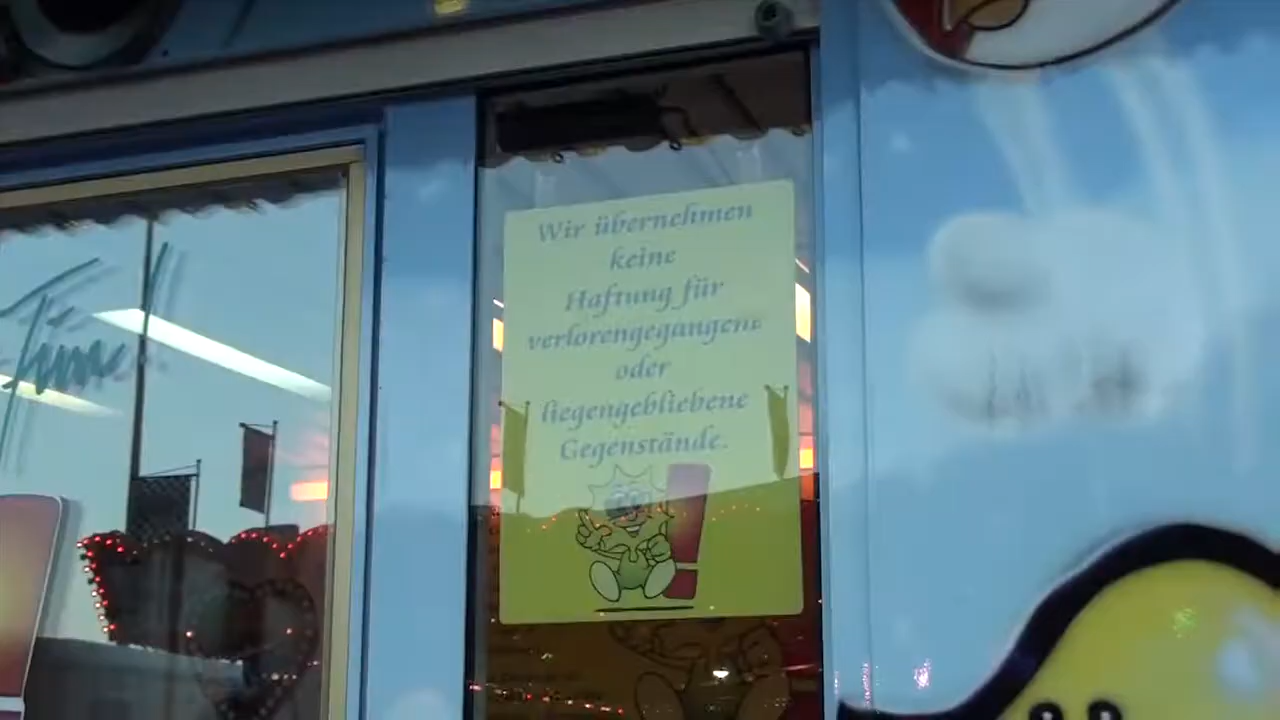 Wir übernehmen
keine
Haftung für
verlorengegangene
oder
liegengebliebene
Gegenstände.